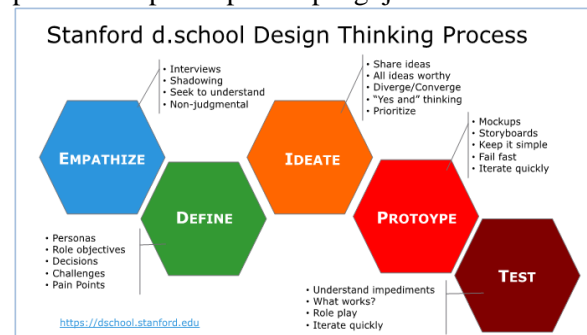 Stanford d.school Design Thinking Process
• Interviews
• Shadowing
• Seek to understand
• Non-judgmental
EMPATHIZE
• Personas
• Role objectives
• Decisions
• Challenges
• Pain Points
DEFINE
• Share ideas
• All ideas worthy
• Diverge/Converge
• "Yes and" thinking
• Prioritize
IDEATE
• Mockups
• Storyboards
• Keep it simple
• Fail fast
• Iterate quickly
PROTOYPE
• Understand impediments
• What works?
• Role play
• Iterate quickly
TEST
https://dschool.stanford.edu